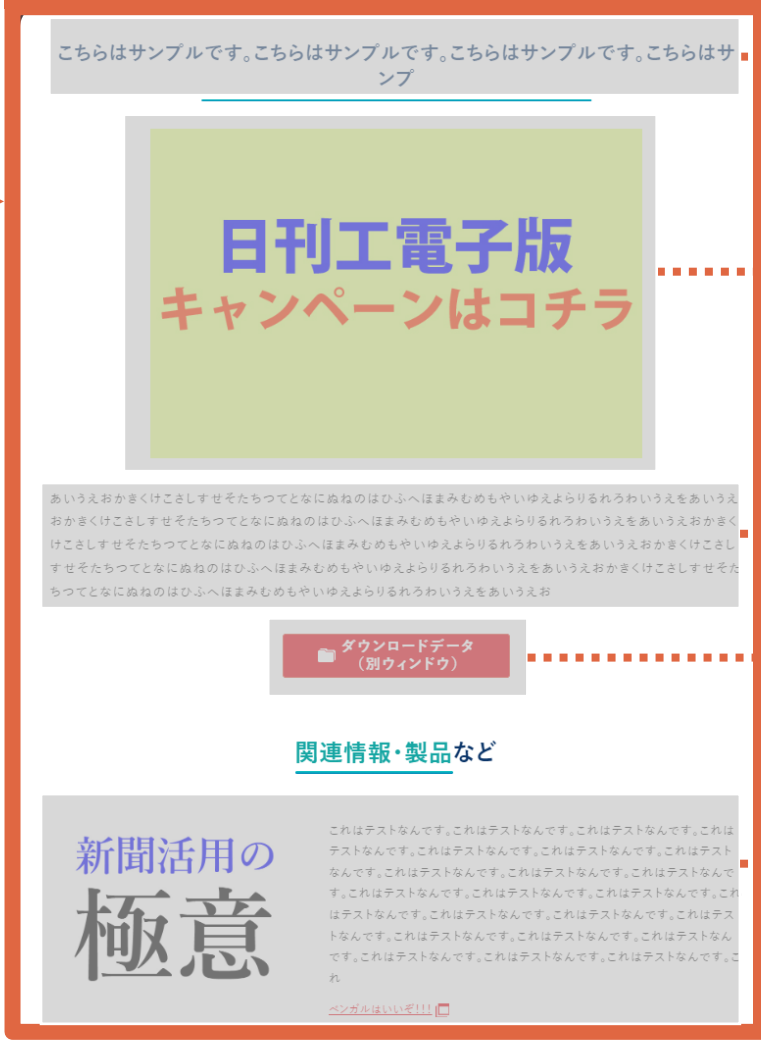 こちらはサンプルです。こちらはサンプルです。こちらはサンプルです。こちらはサ
ンプ
日刊工電子版
キャンペーンはコチラ
あいうえおかきくけこさしすせそたちつてとなにぬねのはひふへほまみむめもやいゆえよらりるれろわいうえをあいうえ
おかきくけこさしすせそたちつてとなにぬねのはひふへほまみむめもやいゆえよらりるれろわいうえをあいうえおかきく
けこさしすせそたちつてとなにぬねのはひふへほまみむめもやいゆえよらりるれろわいうえをあいうえおかきくけこさし
すせそたちつてとなにぬねのはひふへほまみむめもやいゆえよらりるれろわいうえをあいうえおかきくけこさしすせそた
ちつてとなにぬねのはひふへほまみむめもやいゆえよらりるれろわいうえをあいうえお
ダウンロードデータ
(別ウィンドウ)
関連情報・製品など
新聞活用の
極意
これはテストなんです。これはテストなんです。これはテストなんです。これは
テストなんです。これはテストなんです。これはテストなんです。これはテスト
なんです。これはテストなんです。これはテストなんです。これはテストなんで
す。これはテストなんです。これはテストなんです。これはテストなんです。これ
はテストなんです。これはテストなんです。これはテストなんです。これはテス
トなんです。これはテストなんです。これはテストなんです。これはテストなん
です。これはテストなんです。これはテストなんです。これはテストなんです。こ
れ
ベンガルはいいぞ!!!